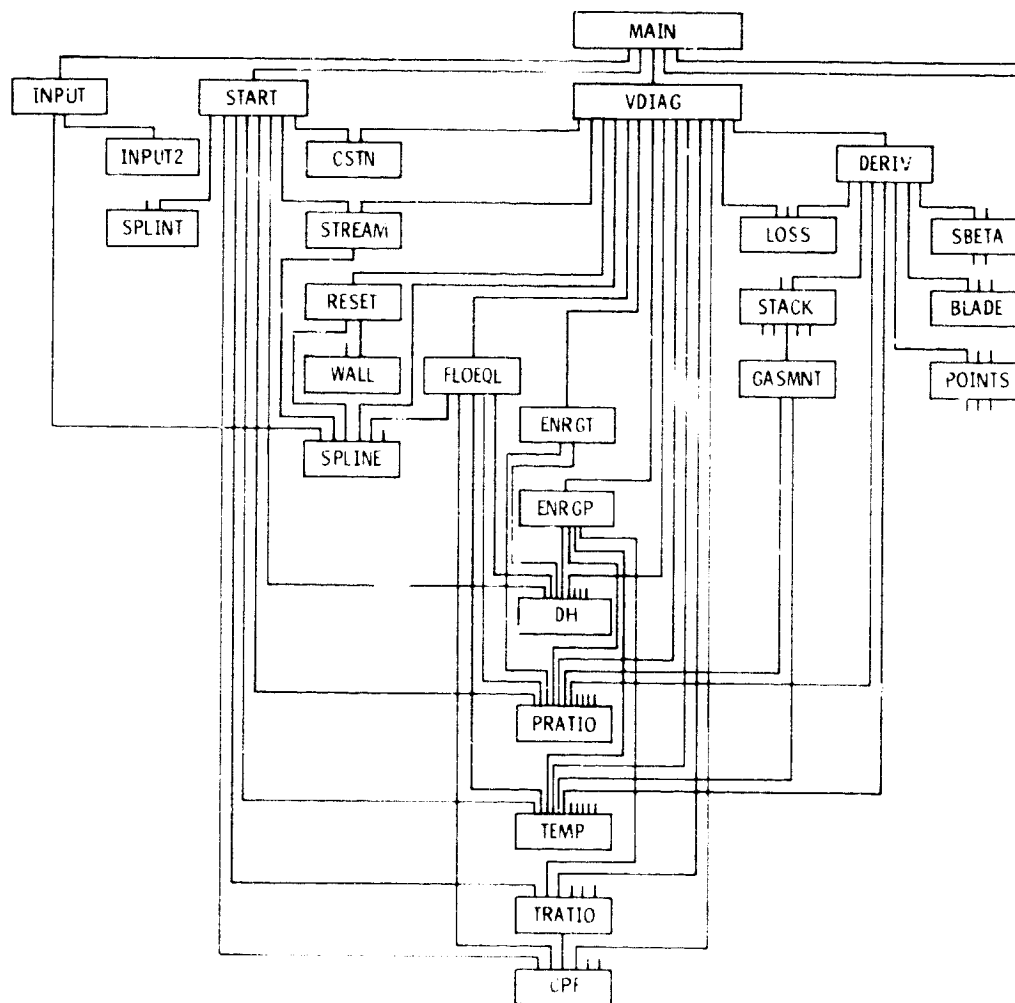 MAIN
INPUT
START
VDIAG
INPUT2
CSTN
DERIV
SPLINT
STREAM
LOSS
SBETA
RESET
STACK
BLADE
WALL
FLOEQL
GASMNT
POINTS
ENRGT
SPLINE
ENRGP
DH
PRATIO
TEMP
TRATIO
CPF